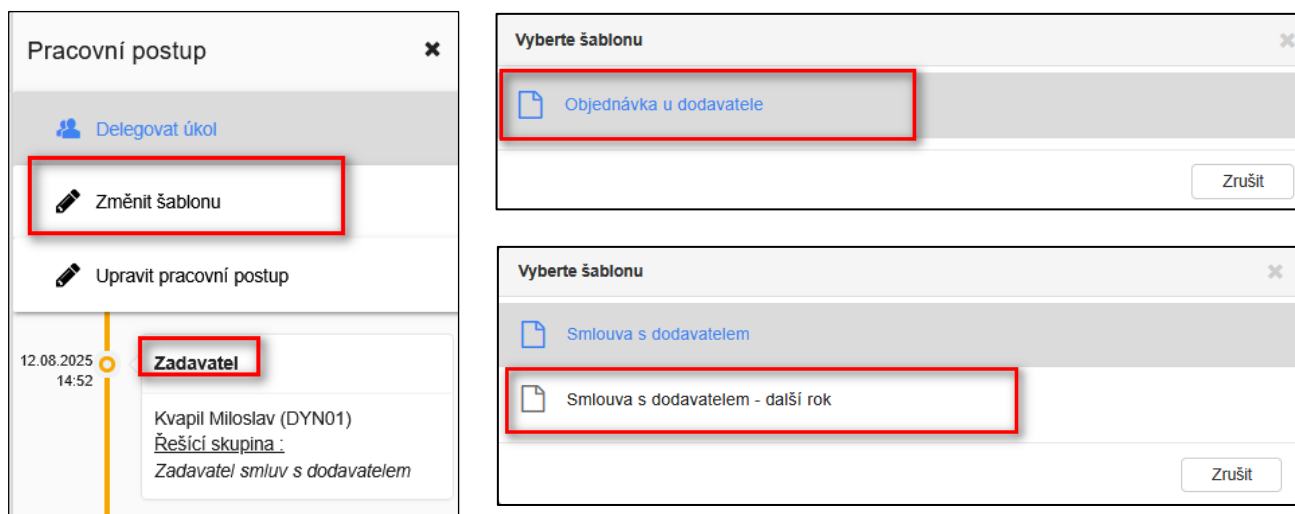 Pracovní postup
Delegovat úkol
Změnit šablonu
Upravit pracovní postup
12.08.2025
14:52
Zadavatel
Kvapil Miloslav (DYN01)
Řešící skupina :
Zadavatel smluv s dodavatelem
Vyberte šablonu
Objednávka u dodavatele
Zrušit
Vyberte šablonu
Smlouva s dodavatelem
Smlouva s dodavatelem - další rok
Zrušit